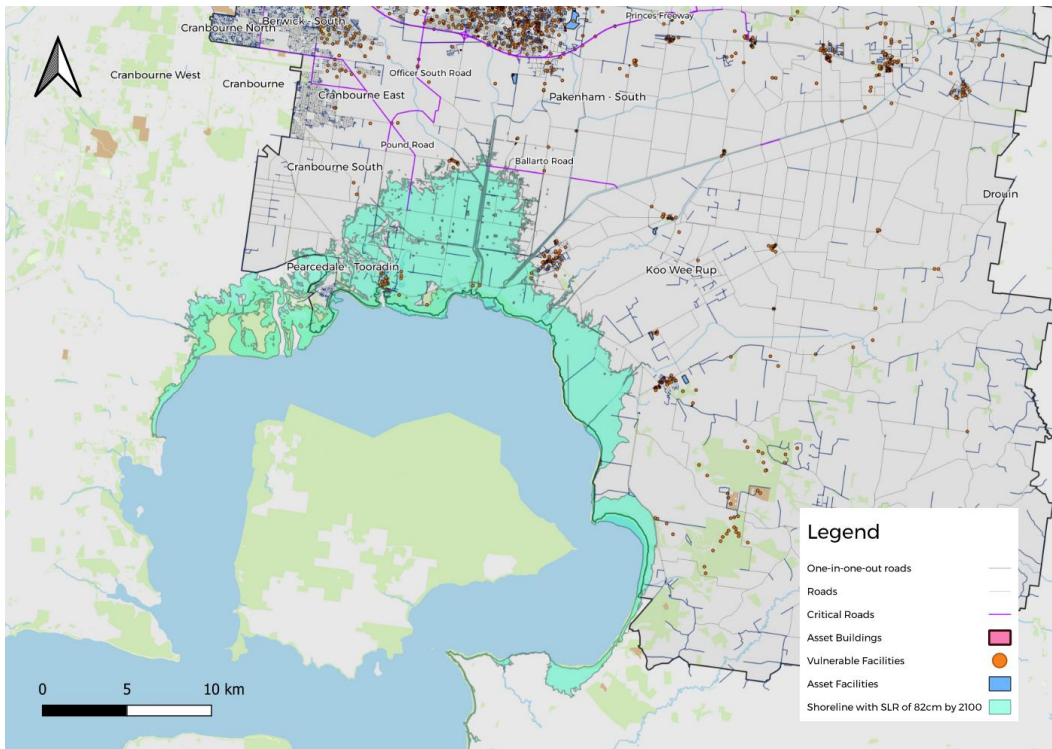 Princes Freeway
Berwick - South
Cranbourne North
Cranbourne West
Officer South Road
Cranbourne
Cranbourne East
Pakenham - South
Pound Road
Ballarto Road
Cranbourne South
Drouin
Pearcedale - Tooradin
Koo Wee Rup
Legend
One-in-one-out roads
Roads
Critical Roads
Asset Buildings
Vulnerable Facilities
Asset Facilities
Shoreline with SLR of 82cm by 2100
0 5 10 km